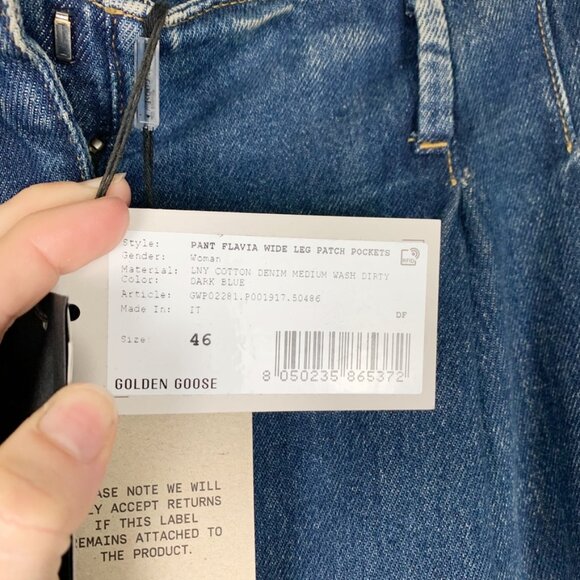 Style: PANT FLAVIA WIDE LEG PATCH POCKETS
Gender: Woman
Material: LNY COTTON DENIM MEDIUM WASH DIRTY
Color: DARK BLUE
Article: GWP02281.P001917.50486
Made In: IT
DF
Size: 46
8 050235 865372
GOLDEN GOOSE
NOTE WE WILL
ACCEPT RETURNS
IF THIS LABEL
REMAINS ATTACHED TO
THE PRODUCT.